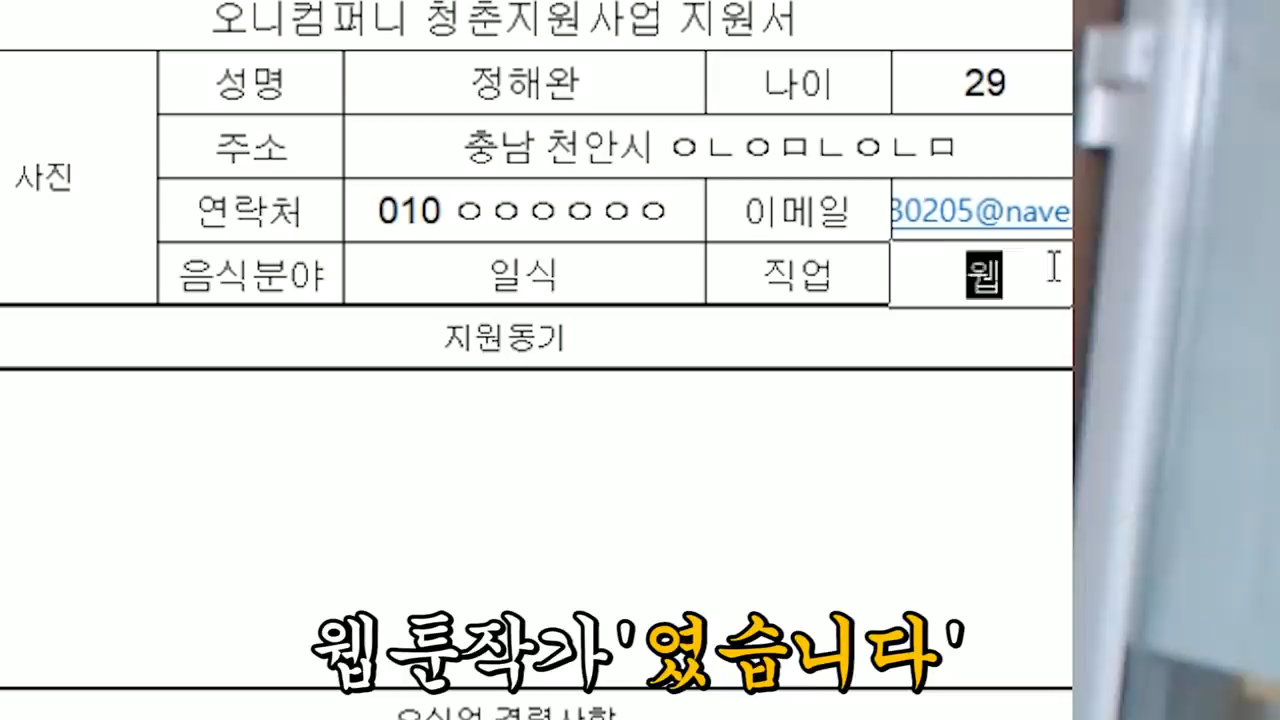 오니컴퍼니 청춘지원사업 지원서
사진
성명 정해완 나이 29
주소 충남 천안시 ㅇㄴㅇㅁㄴㅇㄴㅁ
연락처 010 ㅇㅇㅇㅇㅇㅇ 이메일 30205@nave
음식분야 일식 직업 웹
지원동기
웹툰작가'였습니다'